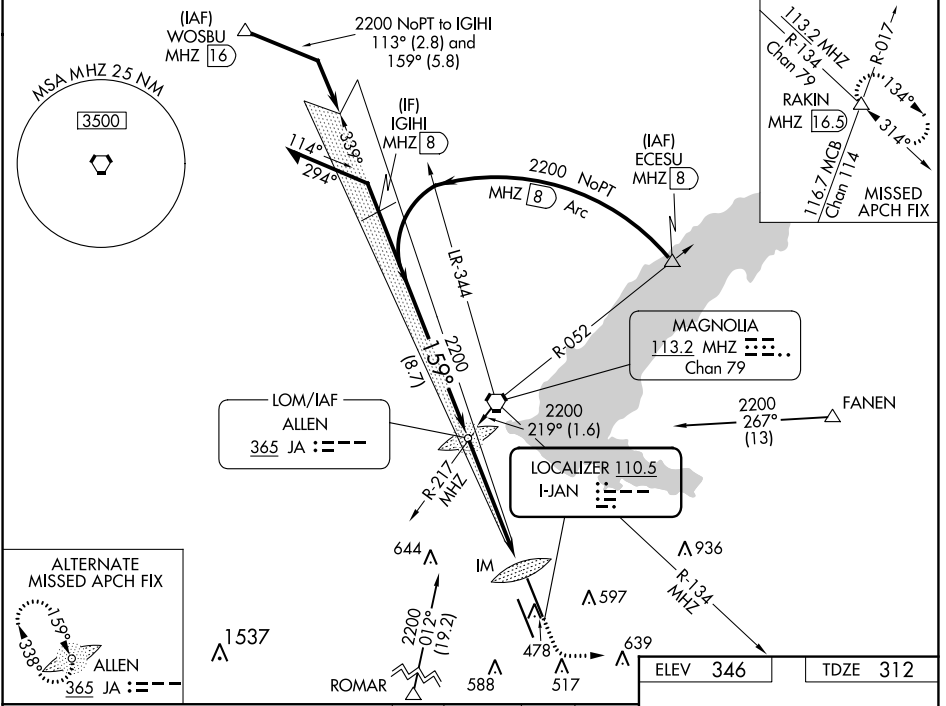 (IAF)
WOSBU
MHZ 16
2200 NoPT to IGIHI
113° (2.8) and
159° (5.8)
MSA MHZ 25 NM
3500
(IF)
IGIHI
MHZ 8
339°
114°
294°
2200 NoPT
MHZ 8 Arc
(IAF)
ECESU
MHZ 8
113.2 MHZ
R-134
Chan 79
R-017
134°
314°
RAKIN
MHZ 16.5
116.7 MCB
Chan 114
MISSED
APCH FIX
LR-344
R-052
2200
159°
(8.7)
MAGNOLIA
113.2 MHZ
Chan 79
LOM/IAF
ALLEN
365 JA
2200
219° (1.6)
2200
267°
(13)
FANEN
R-217
MHZ
LOCALIZER 110.5
I-JAN
R-134
MHZ
644
IM
936
597
478
639
588
517
1537
2200
012°
(19.2)
ROMAR
ALTERNATE
MISSED APCH FIX
159°
338°
ALLEN
365 JA
ELEV 346
TDZE 312